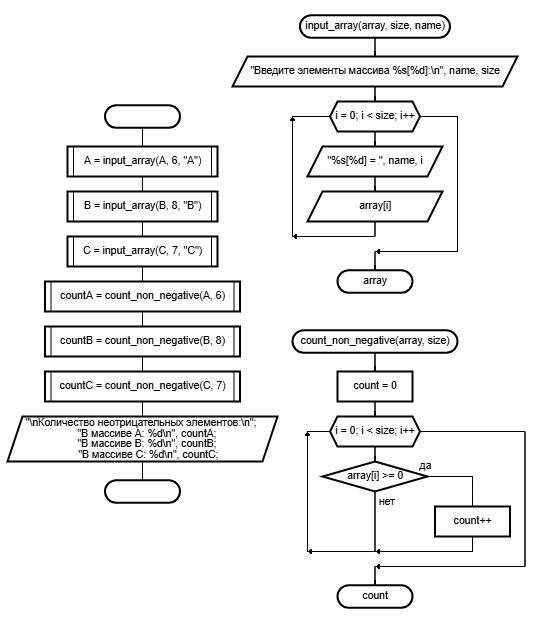 A = input_array(A, 6, "A")
B = input_array(B, 8, "B")
C = input_array(C, 7, "C")
countA = count_non_negative(A, 6)
countB = count_non_negative(B, 8)
countC = count_non_negative(C, 7)
"\nКоличество неотрицательных элементов:\n";
"В массиве A: %d\n", countA;
"В массиве B: %d\n", countB;
"В массиве C: %d\n", countC;
input_array(array, size, name)
"Введите элементы массива %s[%d]:\n", name, size
i = 0; i < size; i++
"%s[%d] = ", name, i
array[i]
array
count_non_negative(array, size)
count = 0
i = 0; i < size; i++
array[i] >= 0
да
нет
count++
count